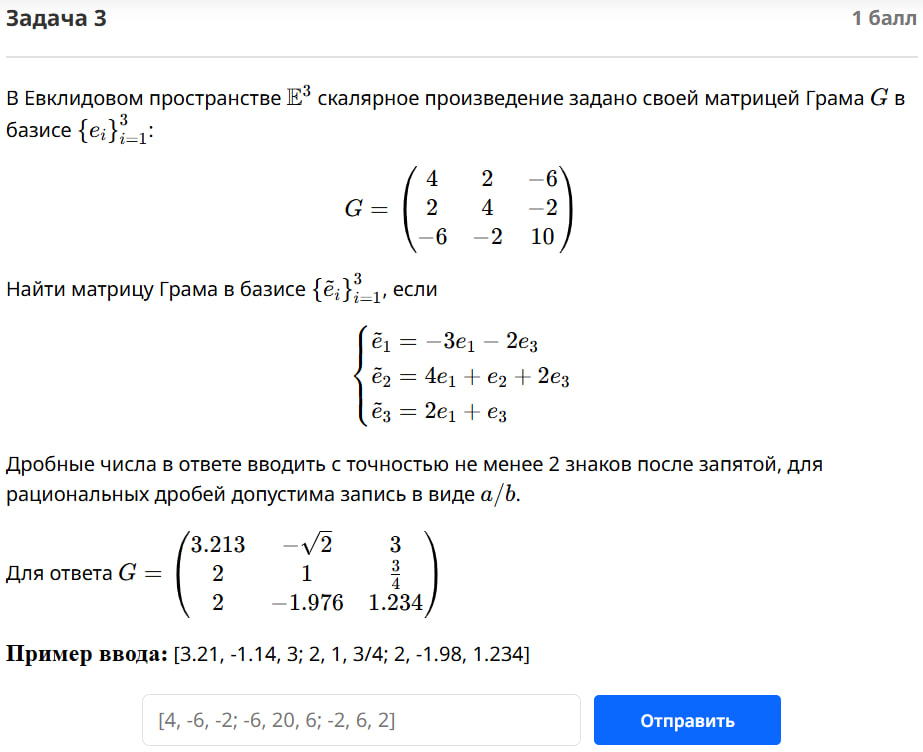 Задача 3 1 балл
В Евклидовом пространстве 𝔼³ скалярное произведение задано своей матрицей Грама G в
базисе {eᵢ}³ᵢ₌₁:
G = (4 2 −6
2 4 −2
−6 −2 10)
Найти матрицу Грама в базисе {ẽᵢ}³ᵢ₌₁, если
{ẽ₁ = −3e₁ − 2e₃
ẽ₂ = 4e₁ + e₂ + 2e₃
ẽ₃ = 2e₁ + e₃
Дробные числа в ответе вводить с точностью не менее 2 знаков после запятой, для
рациональных дробей допустима запись в виде a/b.
Для ответа G = (3.213 −√2 3
2 1 3/4
2 −1.976 1.234)
Пример ввода: [3.21, -1.14, 3; 2, 1, 3/4; 2, -1.98, 1.234]
[4, -6, -2; -6, 20, 6; -2, 6, 2] Отправить